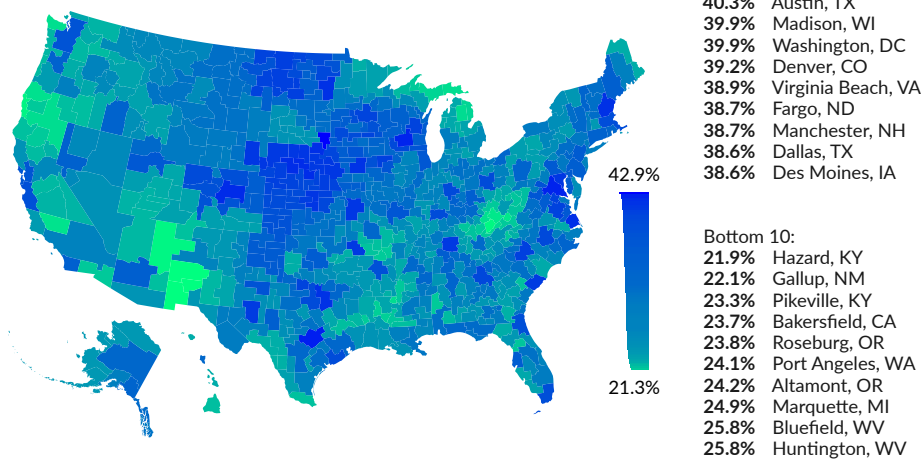 40.3% Austin, TX
39.9% Madison, WI
39.9% Washington, DC
39.2% Denver, CO
38.9% Virginia Beach, VA
38.7% Fargo, ND
38.7% Manchester, NH
38.6% Dallas, TX
38.6% Des Moines, IA
42.9%
21.3%
Bottom 10:
21.9% Hazard, KY
22.1% Gallup, NM
23.3% Pikeville, KY
23.7% Bakersfield, CA
23.8% Roseburg, OR
24.1% Port Angeles, WA
24.2% Altamont, OR
24.9% Marquette, MI
25.8% Bluefield, WV
25.8% Huntington, WV